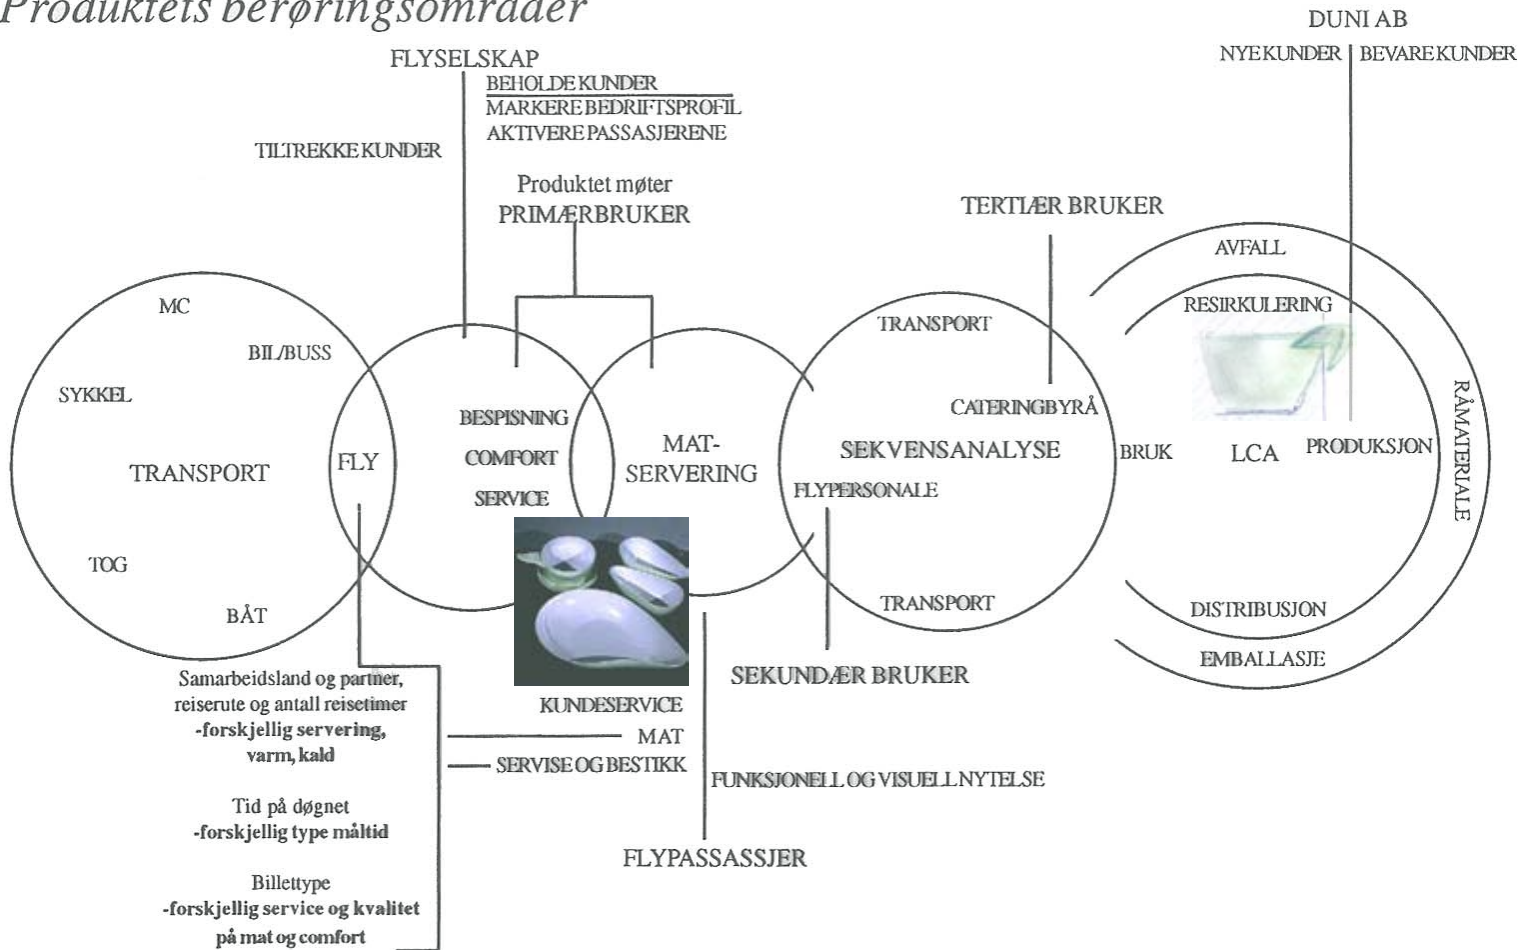 Produktets berøringsområder
DUNI AB
NYE KUNDER
BEVARE KUNDER
FLYSELSKAP
BEHOLDE KUNDER
MARKERE BEDRIFTSPROFIL
AKTIVERE PASSASJERENE
TILTREKKE KUNDER
Produktet møter
PRIMÆRBRUKER
TERTIÆR BRUKER
MC
BIL/BUSS
SYKKEL
TRANSPORT
TOG
BÅT
FLY
BESPISNING
COMFORT
SERVICE
MAT-
SERVERING
TRANSPORT
CATERINGBYRÅ
SEKVENSANALYSE
FLYPERSONALE
TRANSPORT
AVFALL
RESIRKULERING
BRUK
LCA
PRODUKSJON
RÅMATERIALE
DISTRIBUSJON
EMBALLASJE
SEKUNDÆR BRUKER
Samarbeidsland og partner,
reiserute og antall reisetimer
-forskjellig servering,
varm, kald
Tid på døgnet
-forskjellig type måltid
Billettype
-forskjellig service og kvalitet
på mat og comfort
KUNDESERVICE
MAT
SERVISE OG BESTIKK
FUNKSJONELL OG VISUELL NYTELSE
FLYPASSASSJER